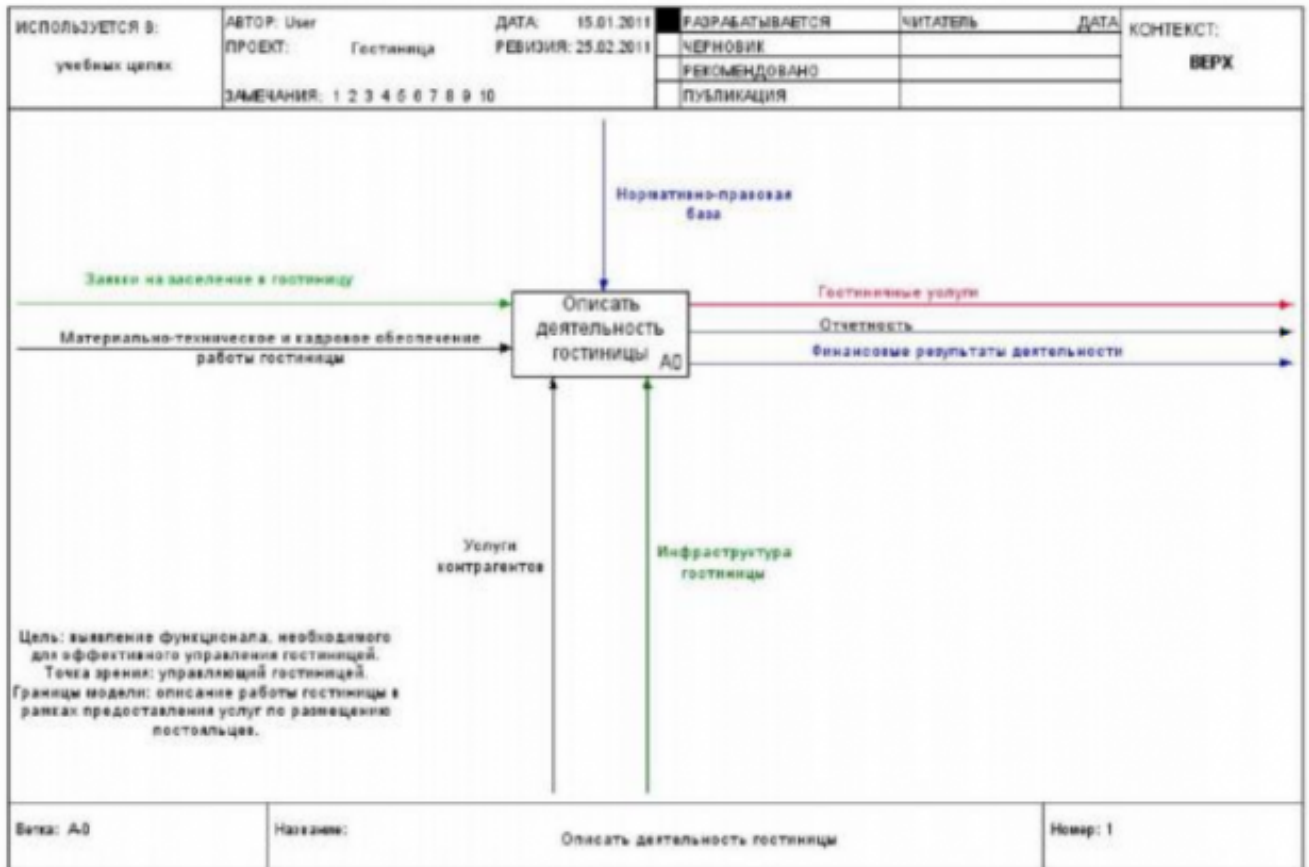 ИСПОЛЬЗУЕТСЯ В:
учебных целях
АВТОР: User
ДАТА: 15.01.2011
ПРОЕКТ: Гостиница
РЕВИЗИЯ: 25.02.2011
ЗАМЕЧАНИЯ: 1 2 3 4 5 6 7 8 9 10
РАЗРАБАТЫВАЕТСЯ
ЧЕРНОВИК
РЕКОМЕНДОВАНО
ПУБЛИКАЦИЯ
ЧИТАТЕЛЬ ДАТА
КОНТЕКСТ:
ВЕРХ
Нормативно-правовая
база
Заявки на заселение в гостиницу
Материально-техническое и кадровое обеспечение
работы гостиницы
Описать
деятельность
гостиницы
A0
Гостиничные услуги
Отчетность
Финансовые результаты деятельности
Услуги
контрагентов
Инфраструктура
гостиницы
Цель: выявление функционала, необходимого
для эффективного управления гостиницей.
Точка зрения: управляющий гостиницей.
Границы модели: описание работы гостиницы в
рамках предоставления услуг по размещению
постояльцев.
Ветка: A-0
Название: Описать деятельность гостиницы
Номер: 1